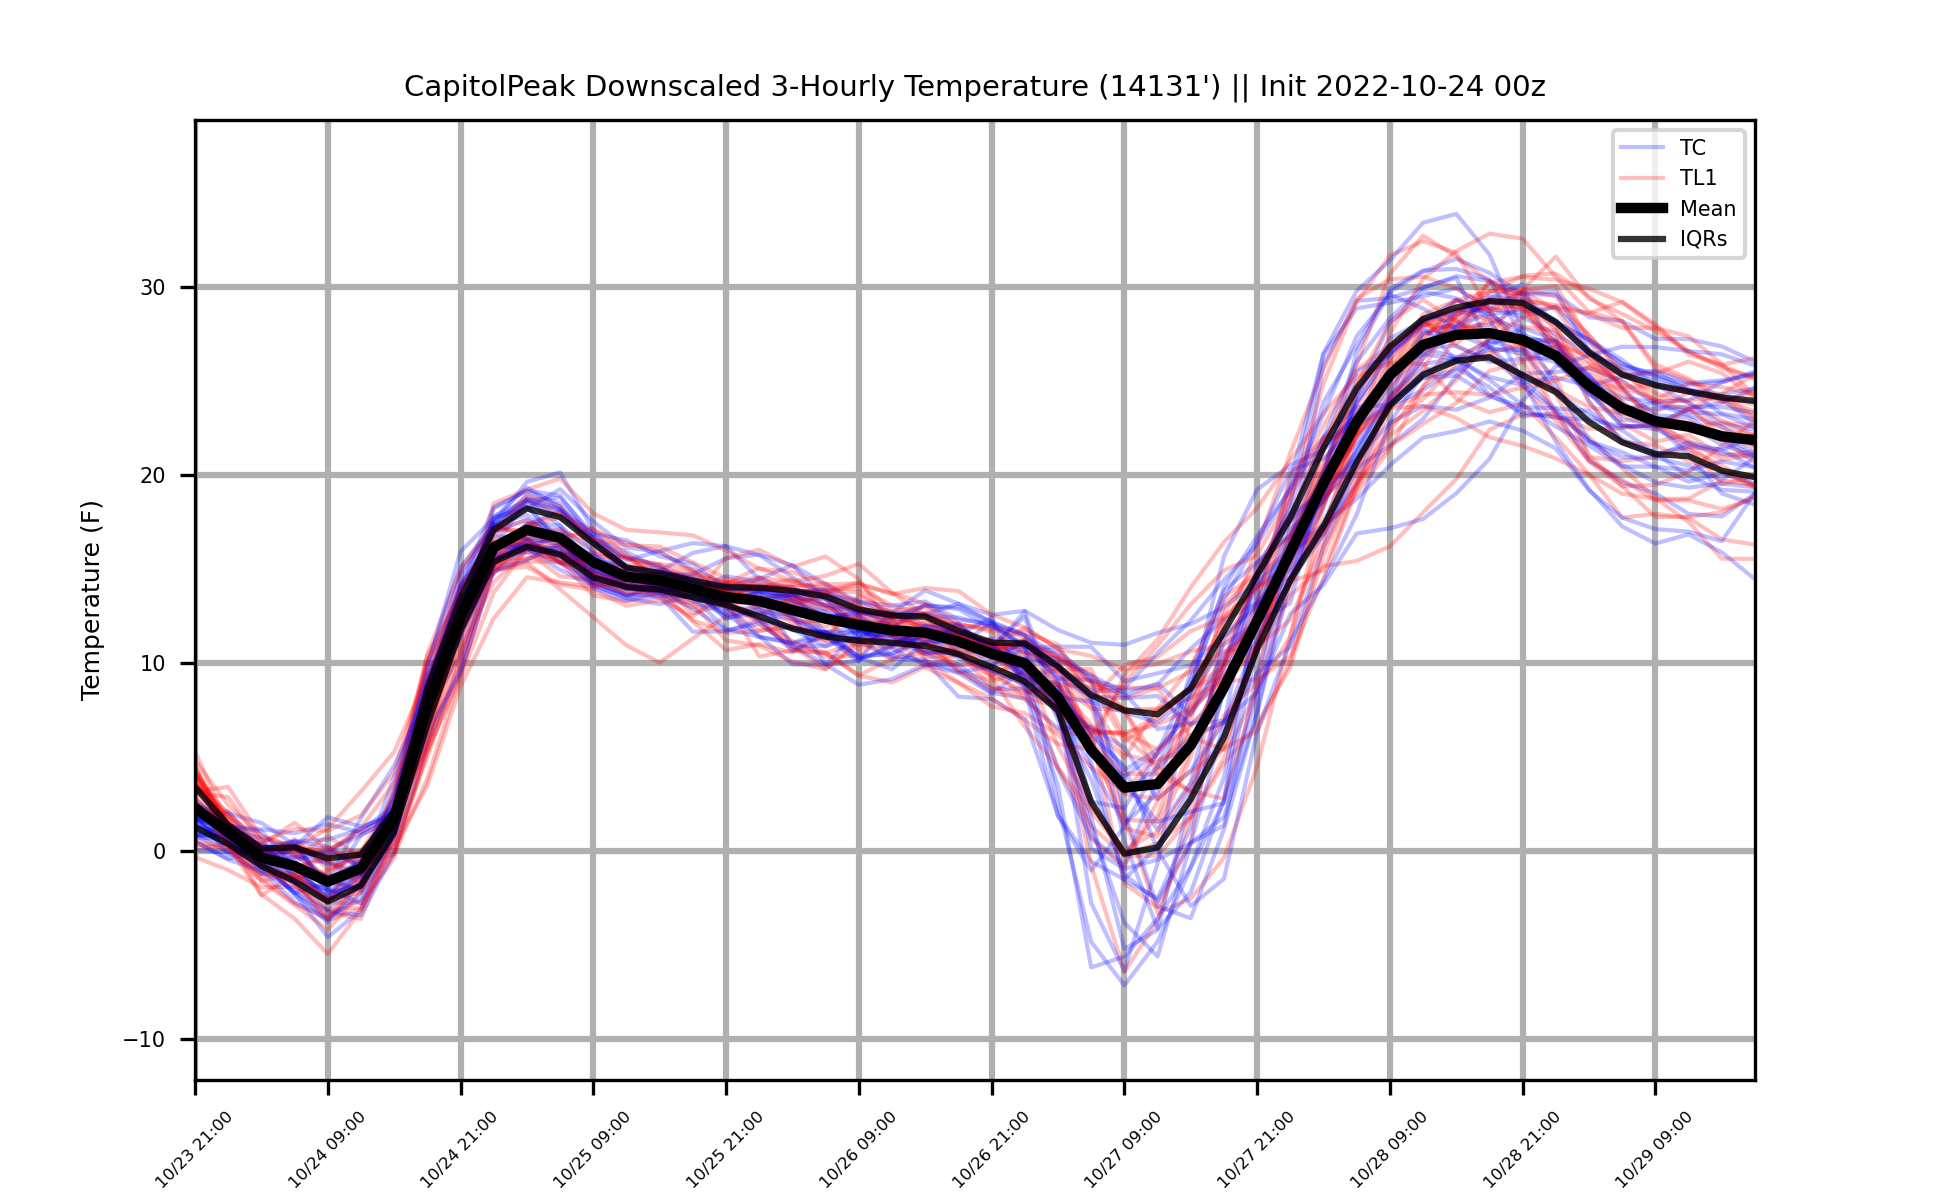 CapitolPeak Downscaled 3-Hourly Temperature (14131') || Init 2022-10-24 00z
TC
TL1
Mean
IQRs
Temperature (F)
30
20
10
0
−10
10/23 21:00
10/24 09:00
10/24 21:00
10/25 09:00
10/25 21:00
10/26 09:00
10/26 21:00
10/27 09:00
10/27 21:00
10/28 09:00
10/28 21:00
10/29 09:00